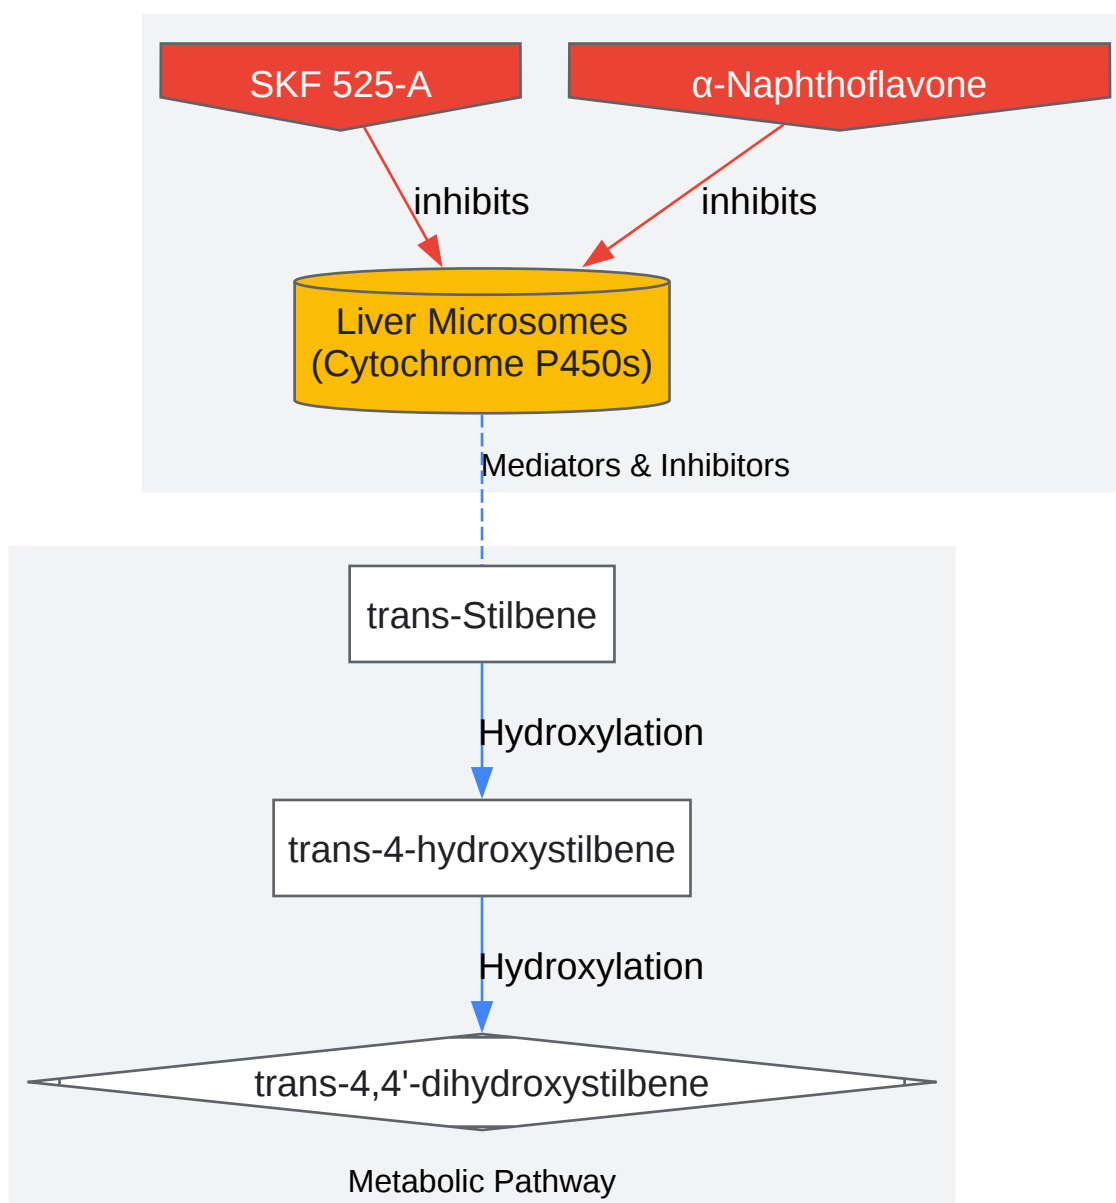 SKF 525-A
α-Naphthoflavone
inhibits
inhibits
Liver Microsomes
(Cytochrome P450s)
Mediators & Inhibitors
trans-Stilbene
Hydroxylation
trans-4-hydroxystilbene
Hydroxylation
trans-4,4'-dihydroxystilbene
Metabolic Pathway